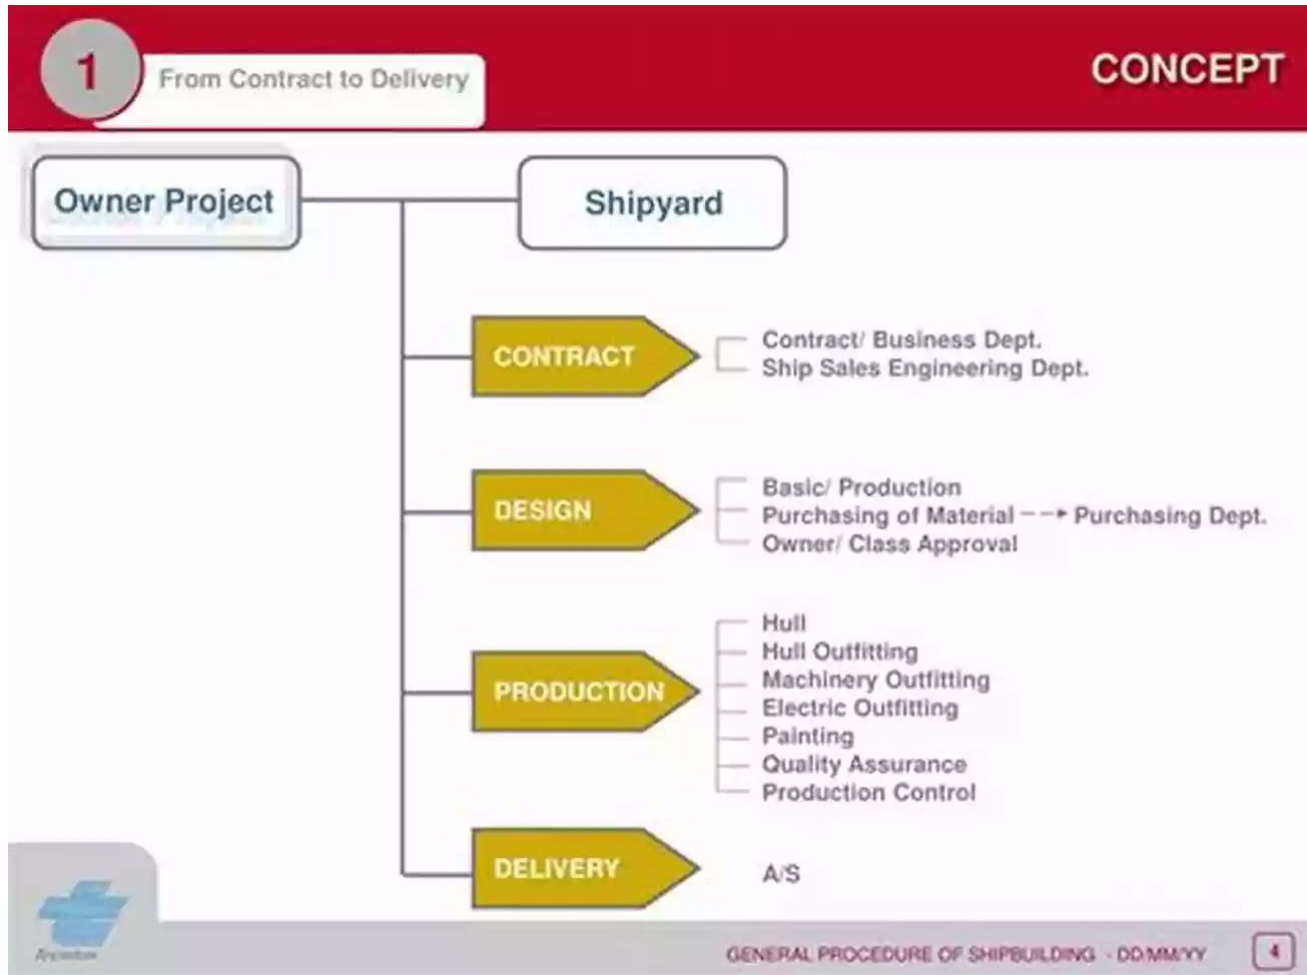 1
From Contract to Delivery
CONCEPT
Owner Project
Shipyard
CONTRACT
Contract/ Business Dept.
Ship Sales Engineering Dept.
DESIGN
Basic/ Production
Purchasing of Material --→ Purchasing Dept.
Owner/ Class Approval
PRODUCTION
Hull
Hull Outfitting
Machinery Outfitting
Electric Outfitting
Painting
Quality Assurance
Production Control
DELIVERY
A/S
GENERAL PROCEDURE OF SHIPBUILDING - DD/MM/YY
4